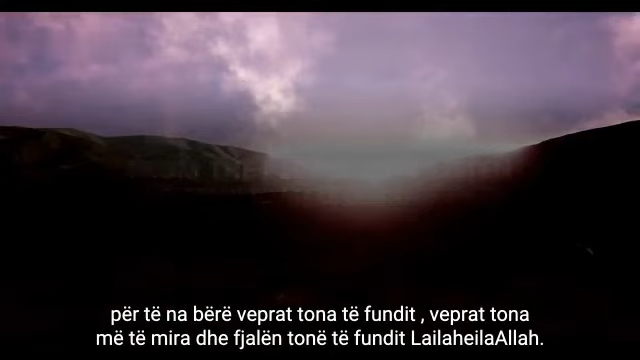 për të na bërë veprat tona të fundit , veprat tona
më të mira dhe fjalën tonë të fundit LailaheilaAllah.